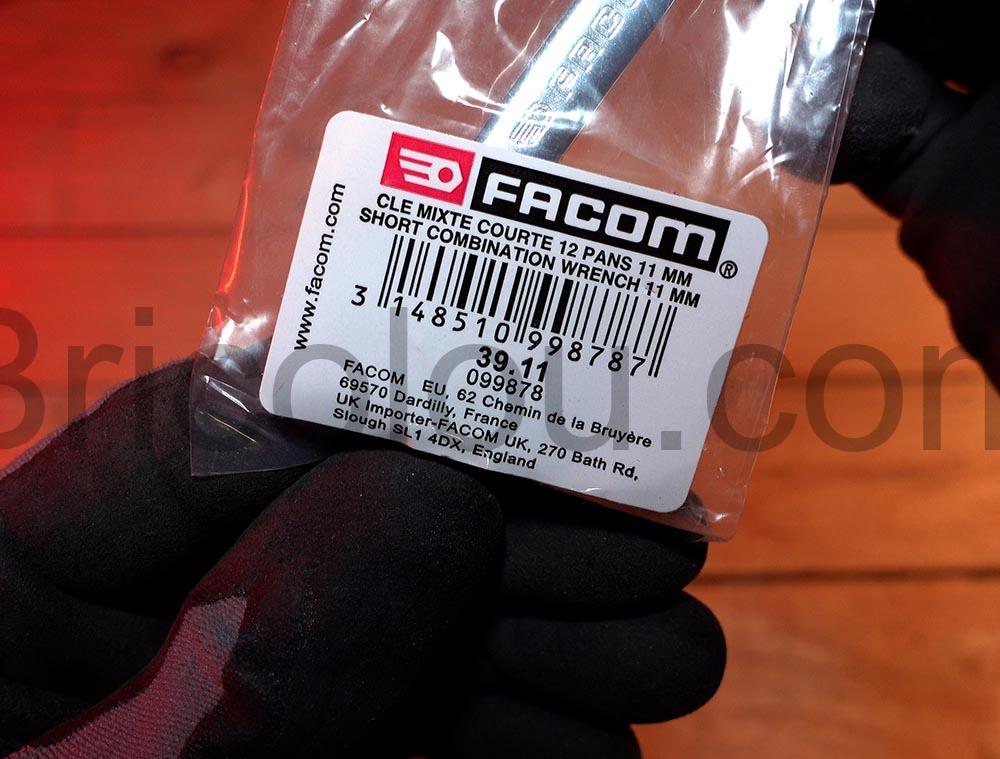 FACOM®
CLE MIXTE COURTE 12 PANS 11 MM
SHORT COMBINATION WRENCH 11 MM
www.facom.com
3 148510 998787
39.11
099878
FACOM EU, 62 Chemin de la Bruyère
69570 Dardilly, France
UK Importer-FACOM UK, 270 Bath Rd,
Slough SL1 4DX, England
Bricolou.com